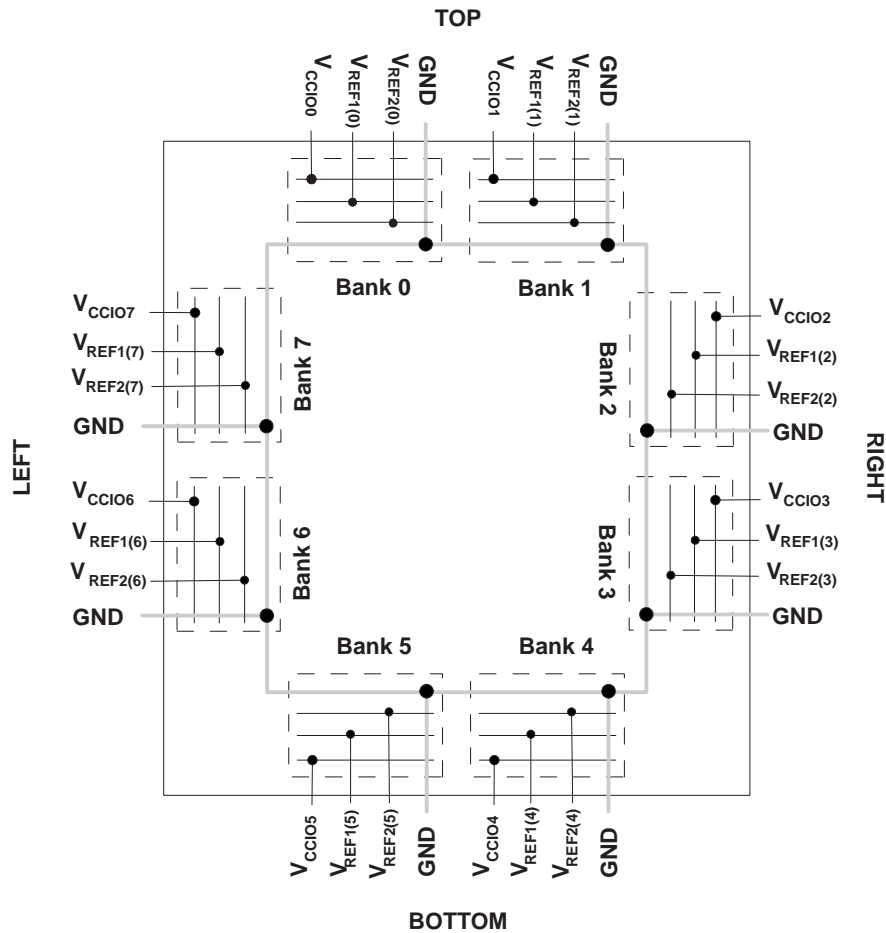 TOP
VCCIO0
VREF1(0)
VREF2(0)
GND
VCCIO1
VREF1(1)
VREF2(1)
GND
Bank 0
Bank 1
LEFT
VCCIO7
VREF1(7)
VREF2(7)
GND
Bank 7
VCCIO6
VREF1(6)
VREF2(6)
GND
Bank 6
Bank 2
VCCIO2
VREF1(2)
VREF2(2)
GND
Bank 3
VCCIO3
VREF1(3)
VREF2(3)
GND
RIGHT
Bank 5
Bank 4
VCCIO5
VREF1(5)
VREF2(5)
GND
VCCIO4
VREF1(4)
VREF2(4)
GND
BOTTOM